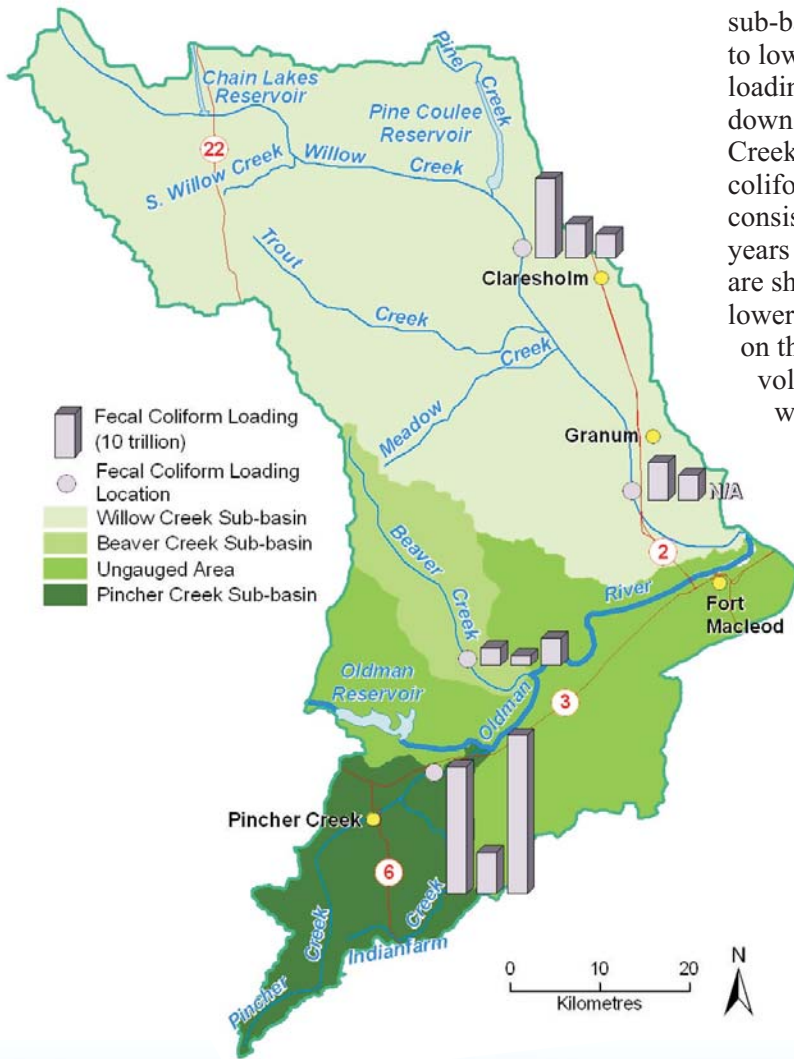 sub-b
to low
loadin
down
Creek
colifo
consis
years
are sh
lower
on th
vol
w
Chain Lakes
Reservoir
Pine Creek
Pine Coulee
Reservoir
22
S. Willow Creek
Willow Creek
Claresholm
Trout Creek
Meadow Creek
Granum
N/A
Fecal Coliform Loading
(10 trillion)
Fecal Coliform Loading
Location
Willow Creek Sub-basin
Beaver Creek Sub-basin
Ungauged Area
Pincher Creek Sub-basin
Beaver Creek
2
Fort
Macleod
Oldman River
Oldman
Reservoir
3
Pincher Creek
6
Pincher Creek
Indianfarm Creek
0 10 20
Kilometres
N